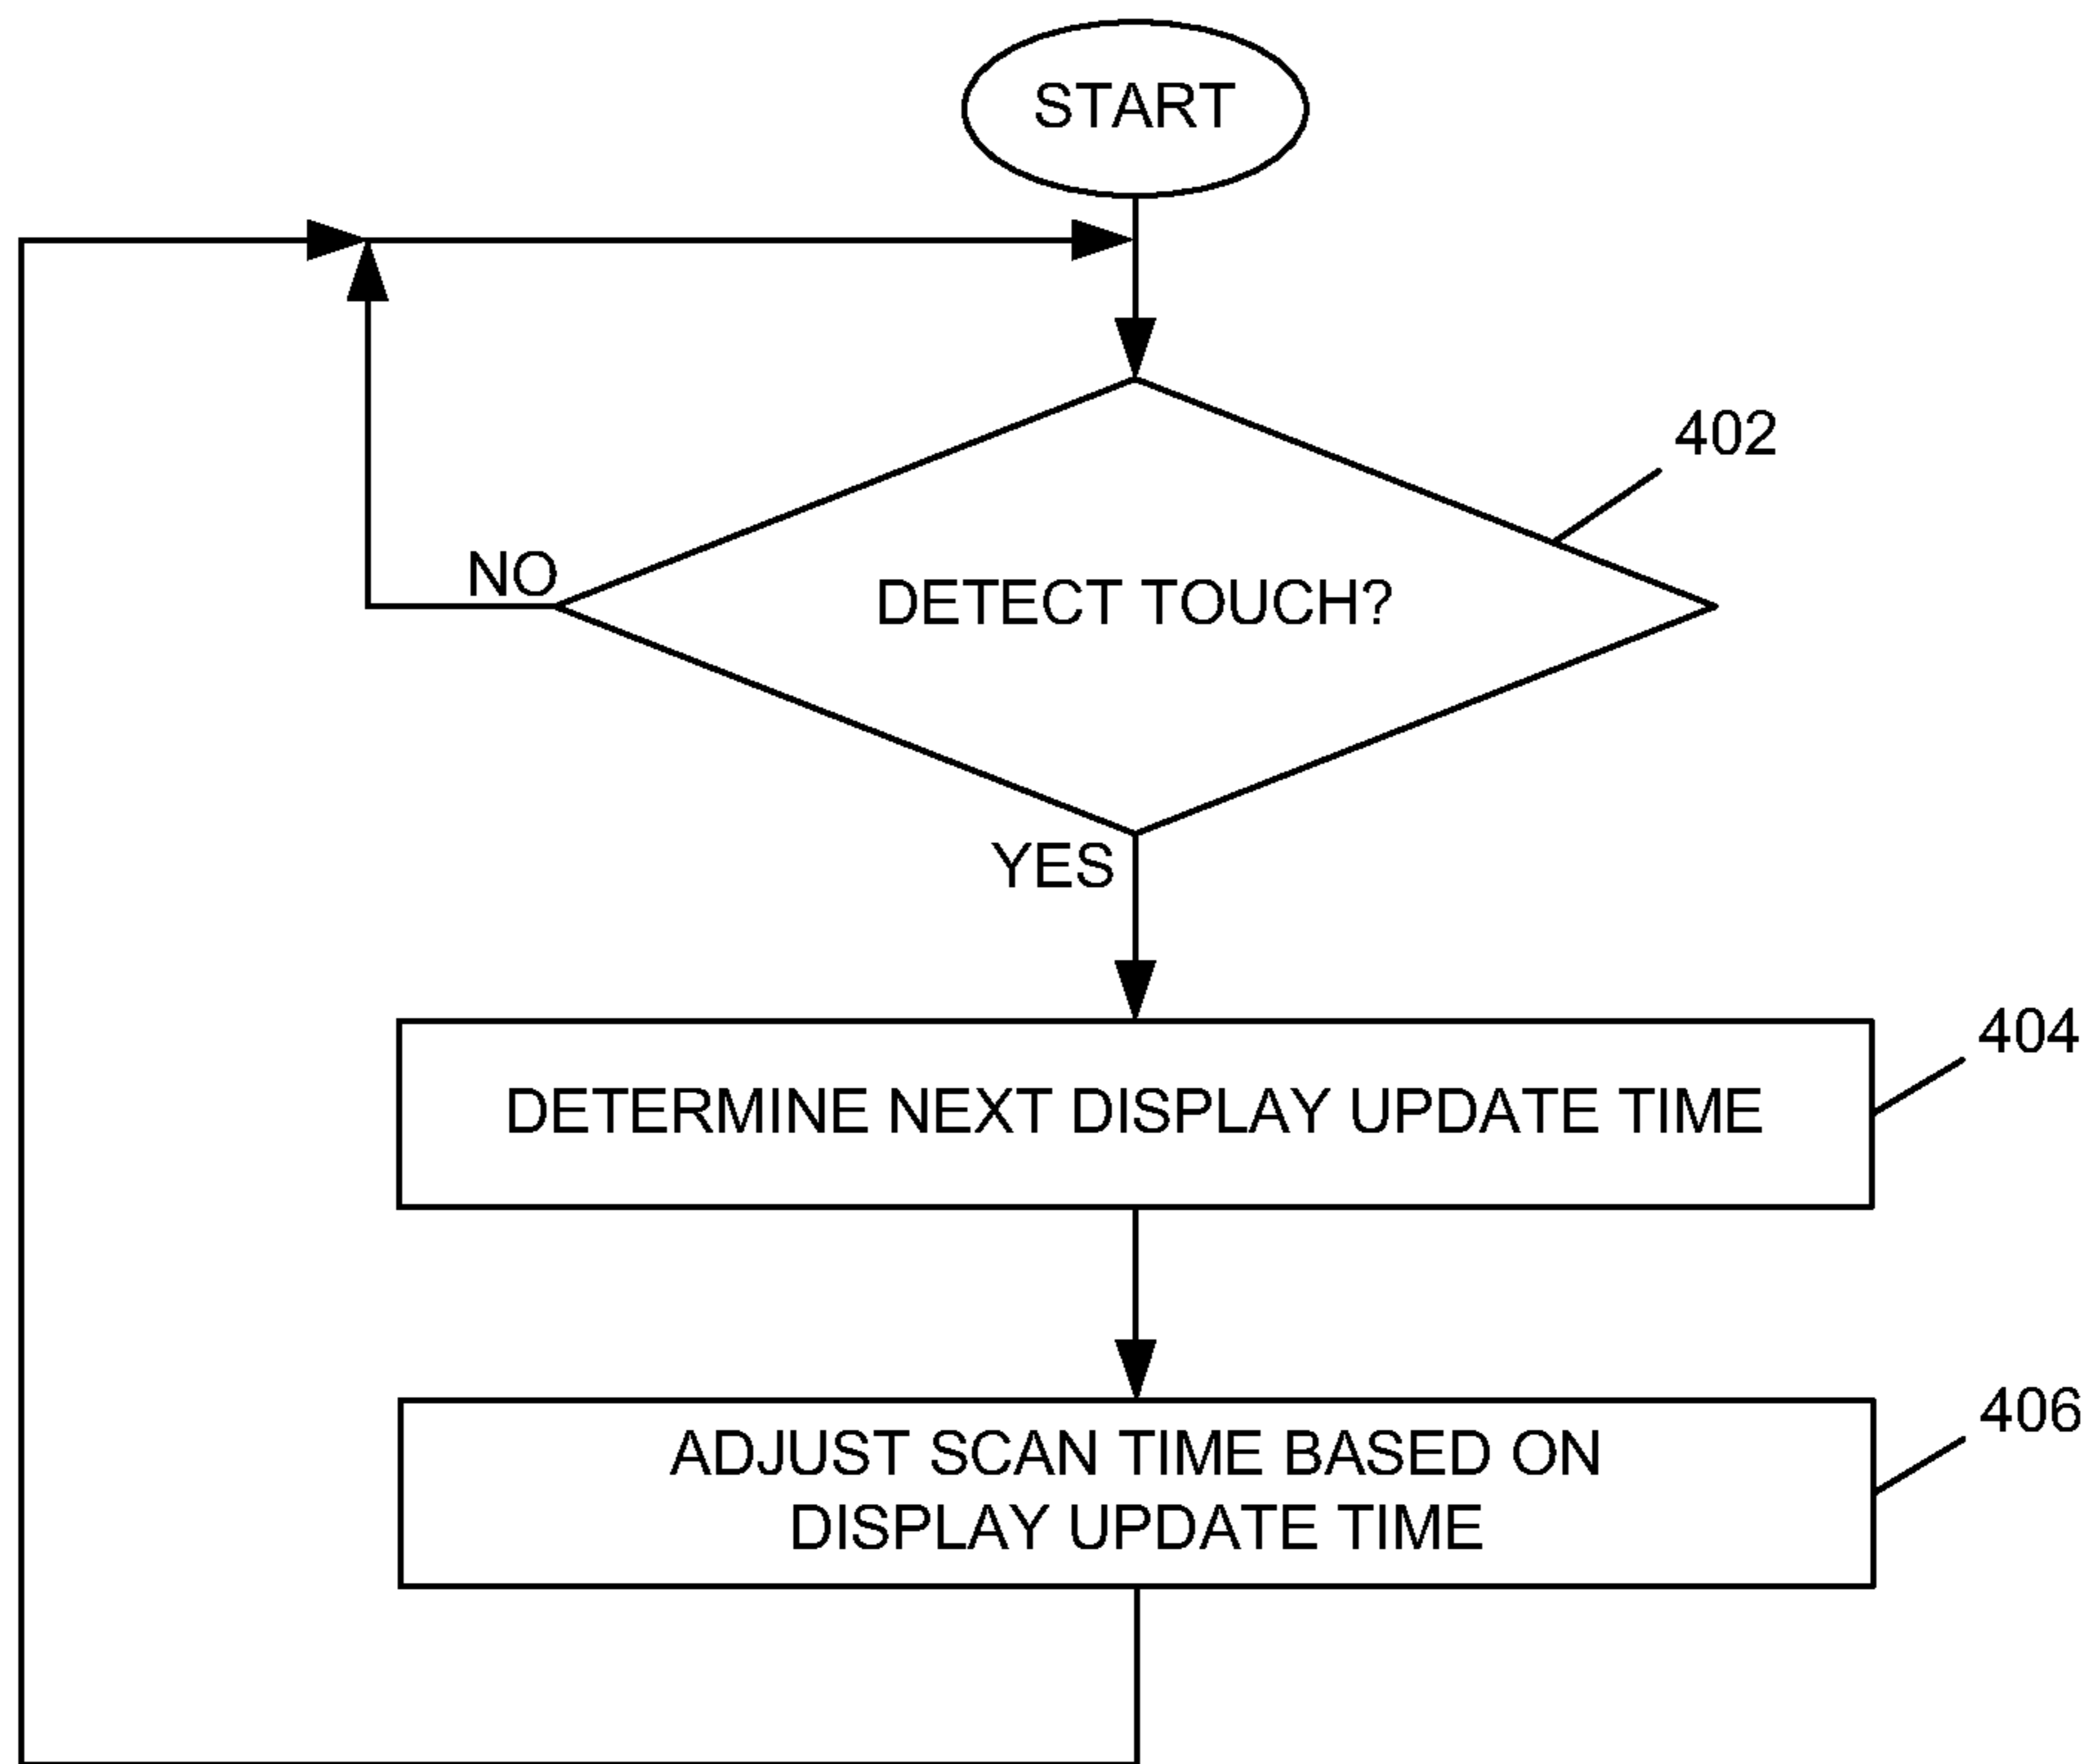 START
402
DETECT TOUCH?
NO
YES
404
DETERMINE NEXT DISPLAY UPDATE TIME
406
ADJUST SCAN TIME BASED ON
DISPLAY UPDATE TIME